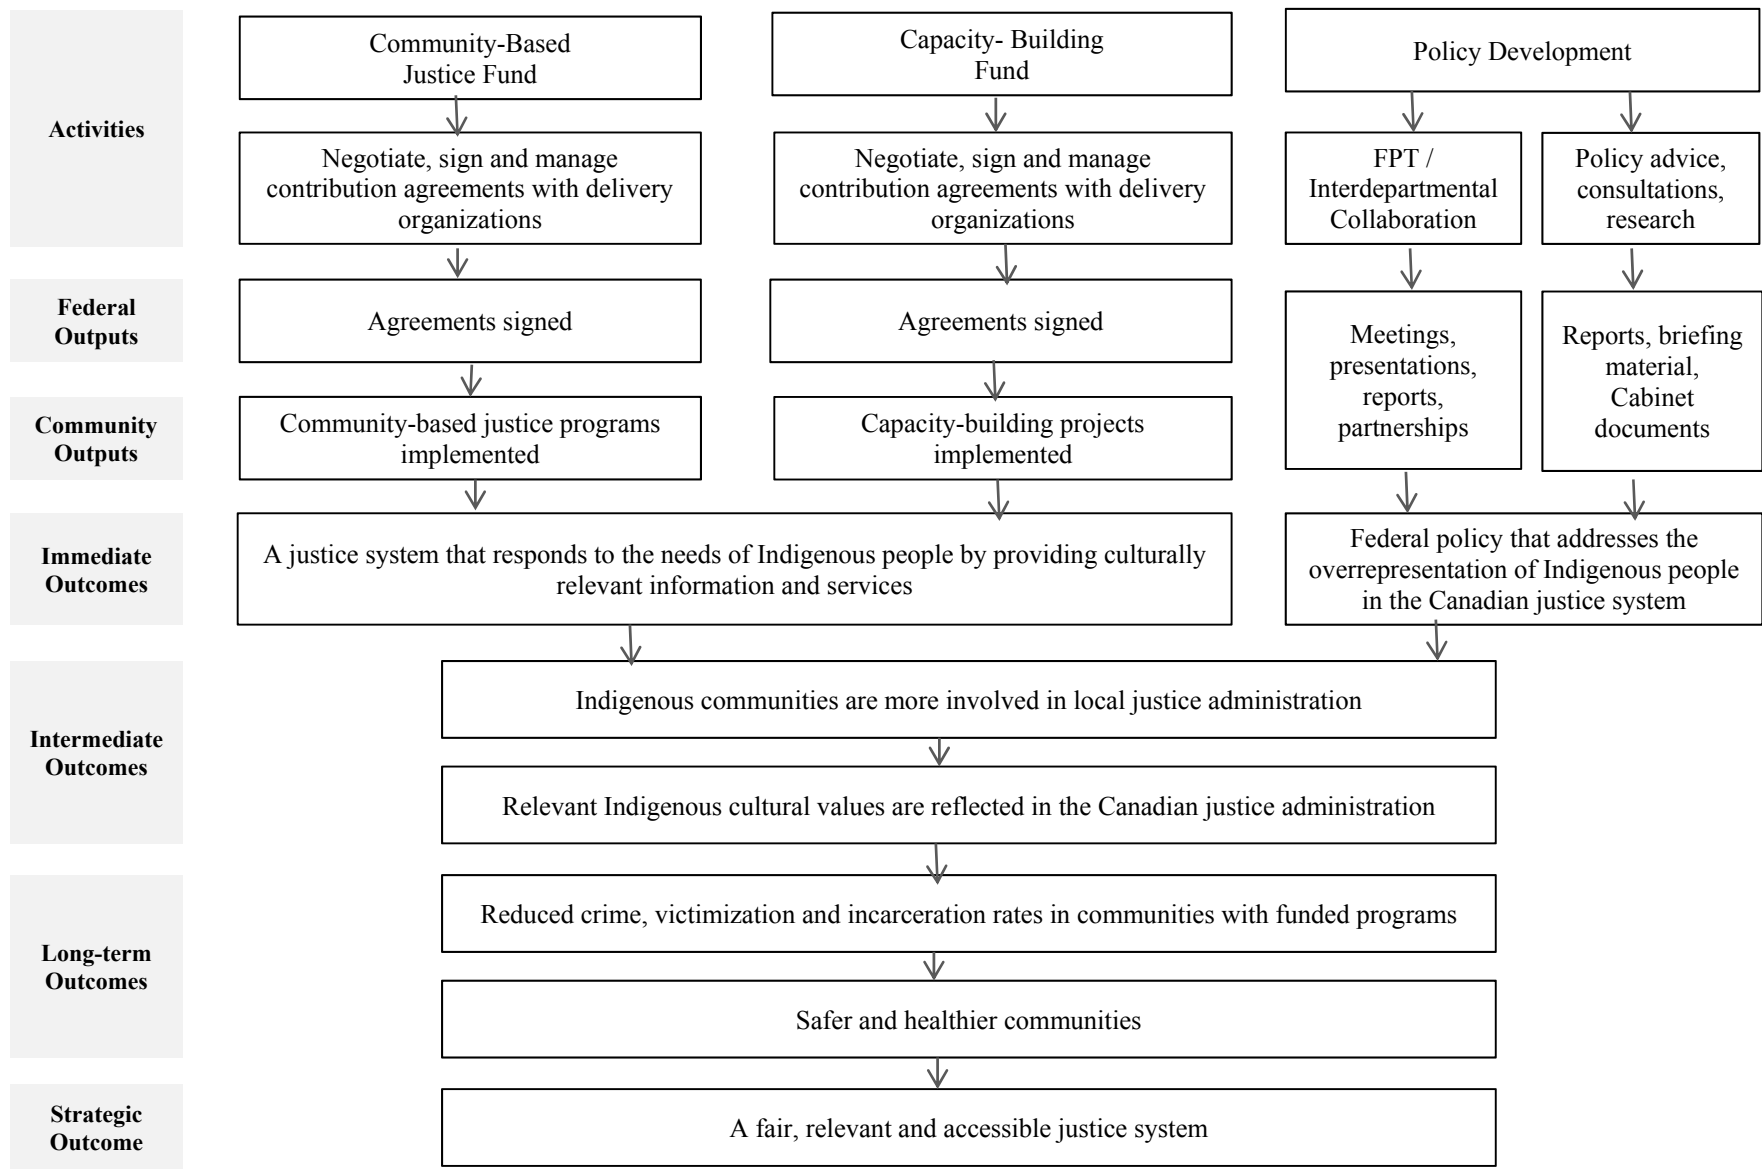 Activities
Community-Based
Justice Fund
Capacity- Building
Fund
Policy Development
Negotiate, sign and manage
contribution agreements with delivery
organizations
Negotiate, sign and manage
contribution agreements with delivery
organizations
FPT /
Interdepartmental
Collaboration
Policy advice,
consultations,
research
Federal
Outputs
Agreements signed
Agreements signed
Meetings,
presentations,
reports,
partnerships
Reports, briefing
material,
Cabinet
documents
Community
Outputs
Community-based justice programs
implemented
Capacity-building projects
implemented
Immediate
Outcomes
A justice system that responds to the needs of Indigenous people by providing culturally
relevant information and services
Federal policy that addresses the
overrepresentation of Indigenous people
in the Canadian justice system
Intermediate
Outcomes
Indigenous communities are more involved in local justice administration
Relevant Indigenous cultural values are reflected in the Canadian justice administration
Long-term
Outcomes
Reduced crime, victimization and incarceration rates in communities with funded programs
Safer and healthier communities
Strategic
Outcome
A fair, relevant and accessible justice system